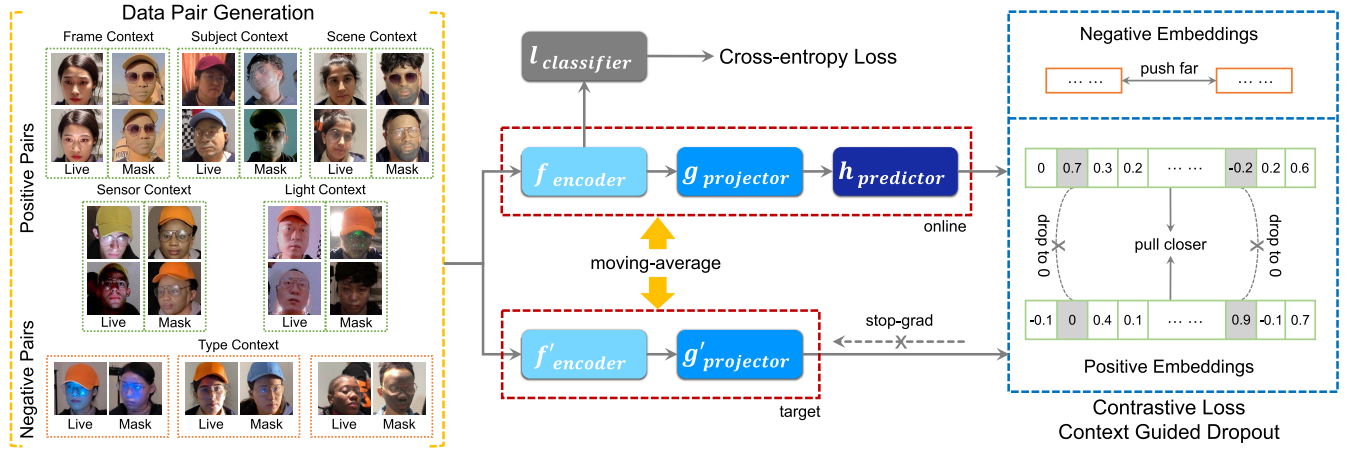 Data Pair Generation
Positive Pairs
Negative Pairs
Frame Context
Subject Context
Scene Context
Live
Mask
Live
Mask
Live
Mask
Sensor Context
Light Context
Live
Mask
Live
Mask
Type Context
Live
Mask
Live
Mask
Live
Mask
l classifier
Cross-entropy Loss
f encoder
g projector
h predictor
online
moving-average
f' encoder
g' projector
target
stop-grad
Negative Embeddings
... ...
push far
... ...
0 0.7 0.3 0.2 ... ... -0.2 0.2 0.6
drop to 0
pull closer
drop to 0
-0.1 0 0.4 0.1 ... ... 0.9 -0.1 0.7
Positive Embeddings
Contrastive Loss
Context Guided Dropout